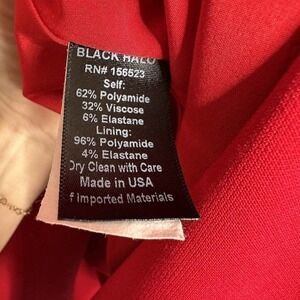 BLACK HALO
RN# 156523
Self:
62% Polyamide
32% Viscose
6% Elastane
Lining:
96% Polyamide
4% Elastane
Dry Clean with Care
Made in USA
f Imported Materials